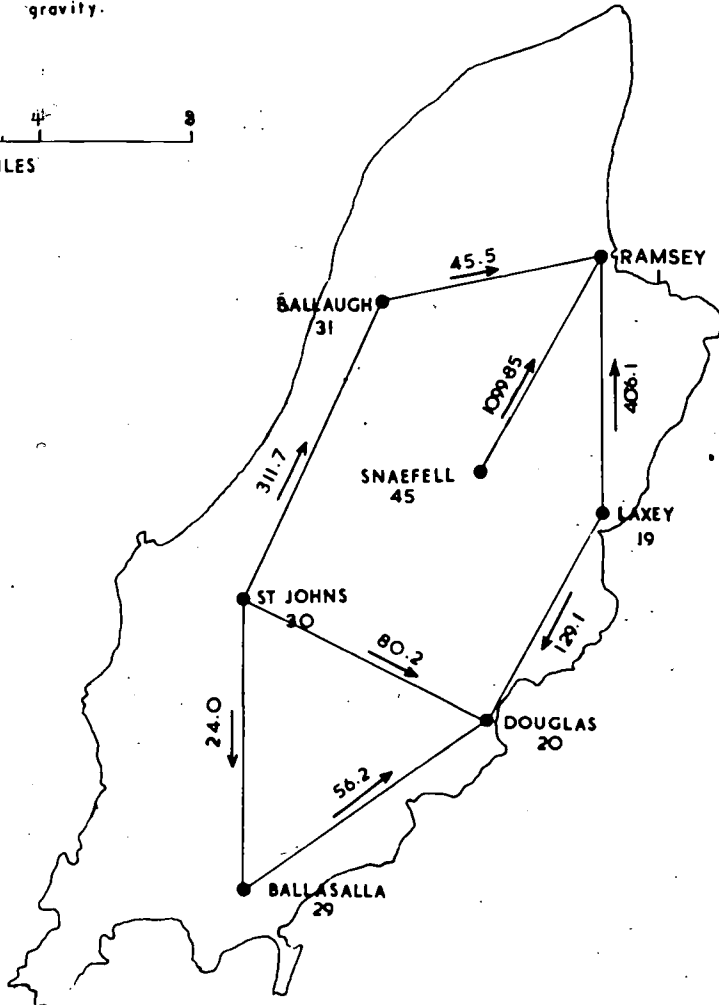 gravity.
4 8
MILES
45.5
RAMSEY
BALLAUGH
31
1099.85
406.1
311.7
SNAEFELL
45
LAXEY
19
ST JOHNS
30
129.1
80.2
24.0
DOUGLAS
20
56.2
BALLASALLA
29